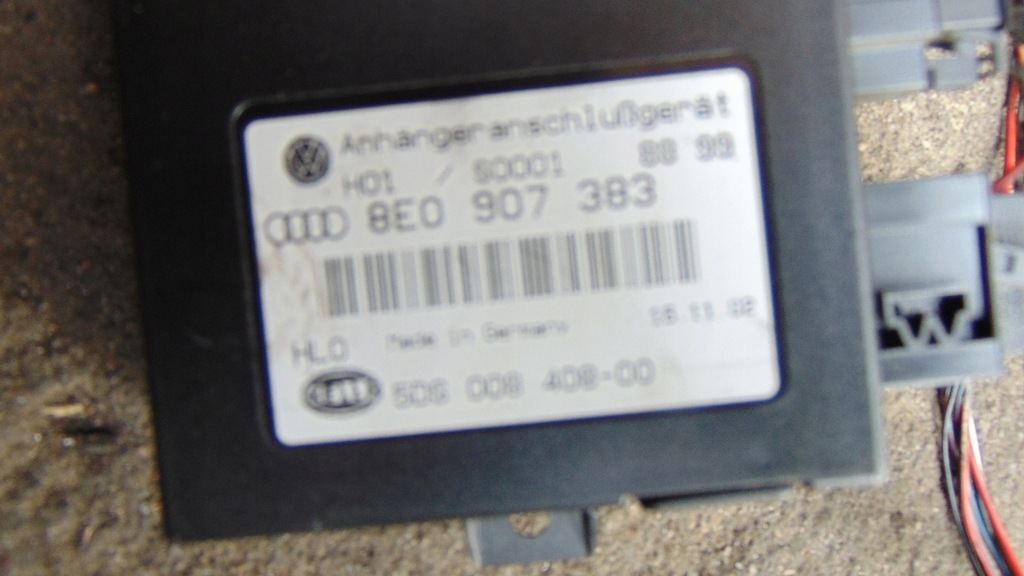 Anhängeranschlußgerät
H01 / S0001 88 99
8E0 907 383
Made in Germany 16.11.02
HLO
HELLA 5DS 008 408-00